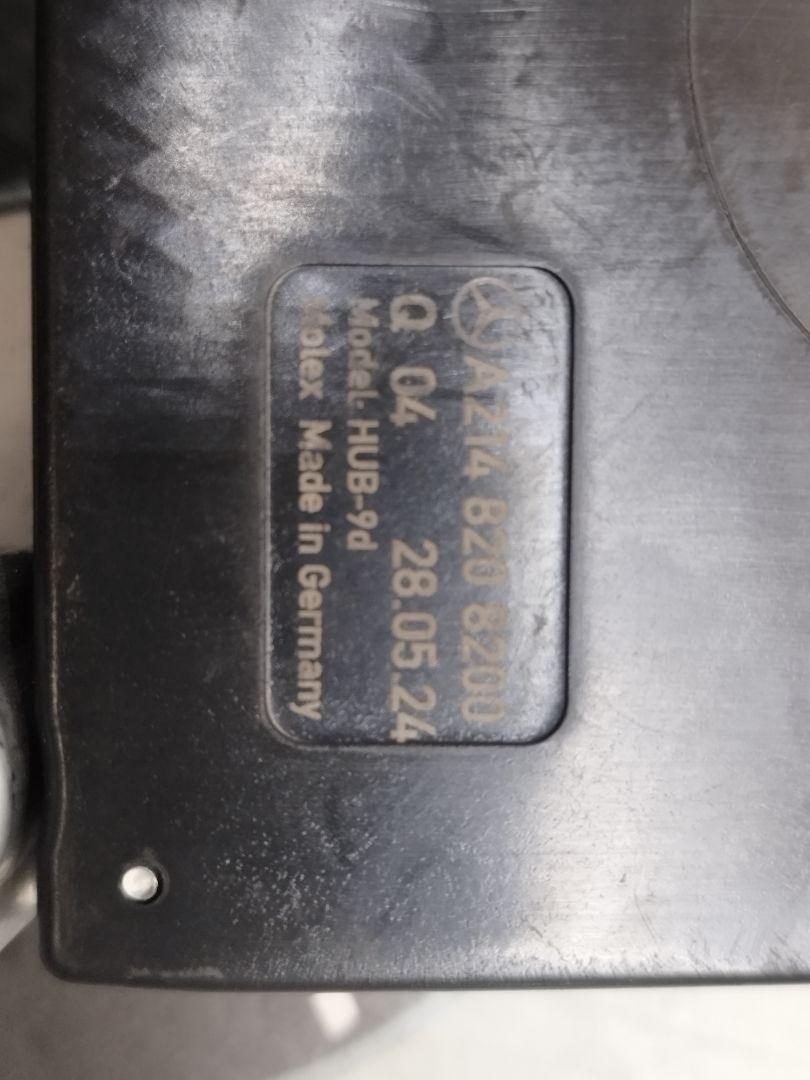 A214 820 8200
Q 04 28.05.24
Model: HUB-9d
Molex Made in Germany